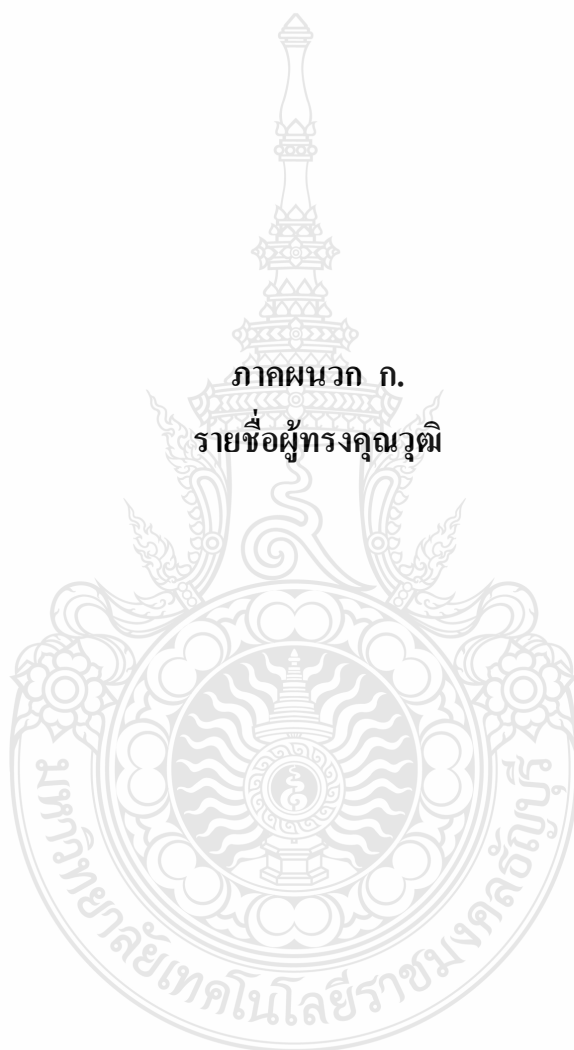 ภาคผนวก ก.
รายชื่อผู้ทรงคุณวุฒิ
มหาวิทยาลัยเทคโนโลยีราชมงคลธัญบุรี